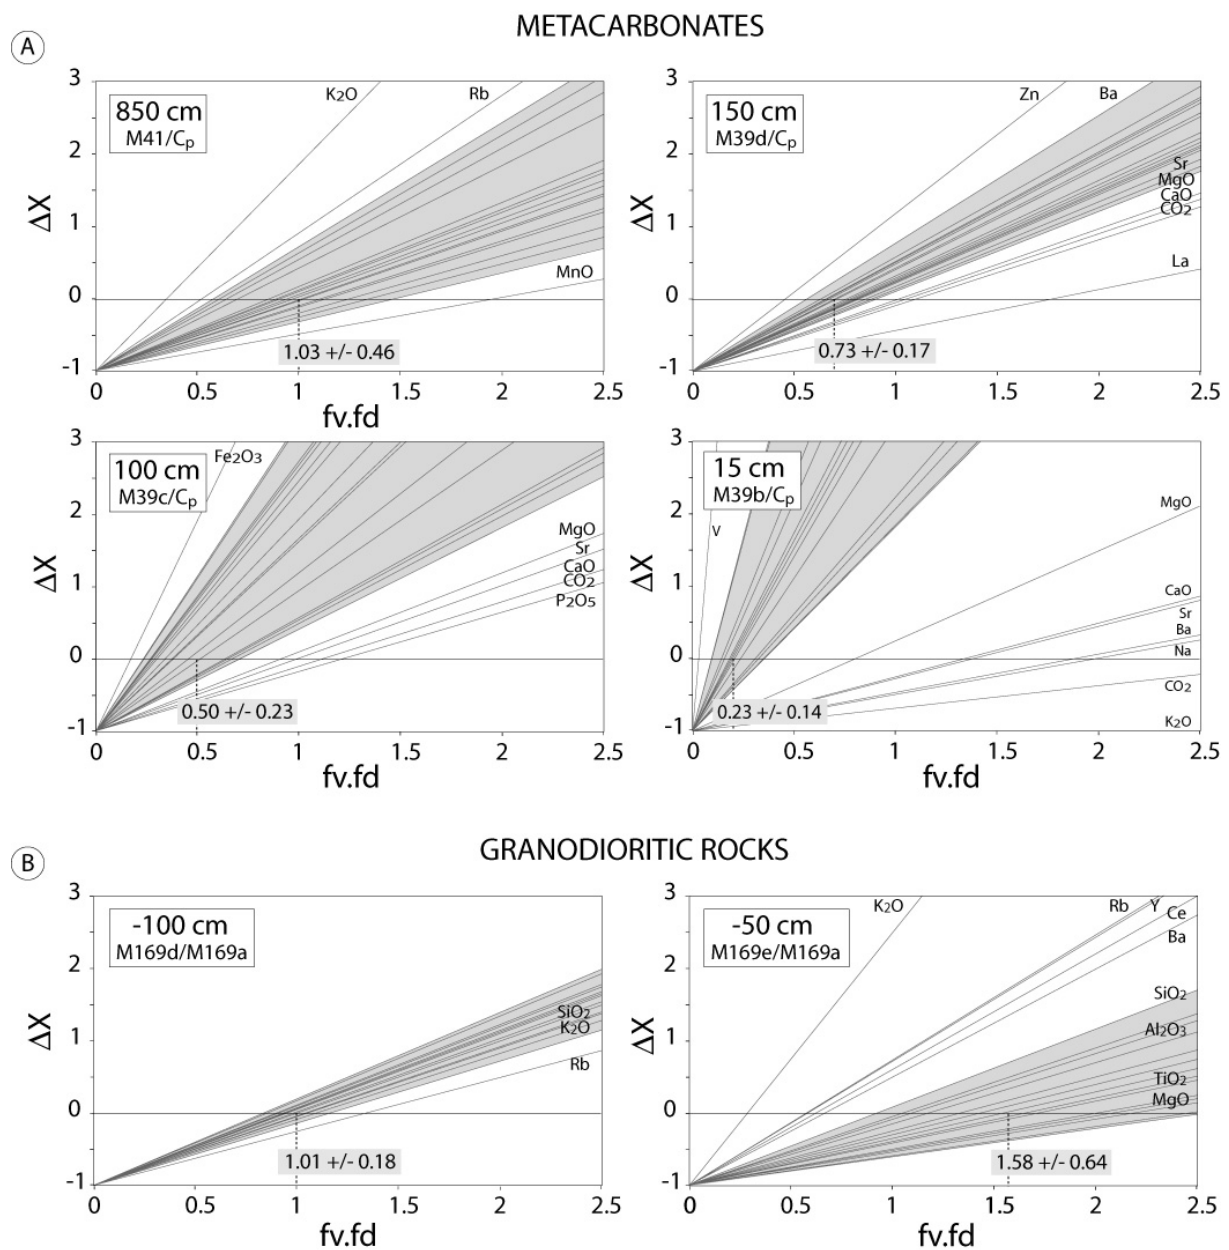 METACARBONATES
A
3
2
1
0
-1
ΔX
850 cm
M41/Cp
K2O
Rb
MnO
1.03 +/- 0.46
0
0.5
1
1.5
2
2.5
fv.fd
3
2
1
0
-1
ΔX
150 cm
M39d/Cp
Zn
Ba
Sr
MgO
CaO
CO2
La
0.73 +/- 0.17
0
0.5
1
1.5
2
2.5
fv.fd
3
2
1
0
-1
ΔX
100 cm
M39c/Cp
Fe2O3
MgO
Sr
CaO
CO2
P2O5
0.50 +/- 0.23
0
0.5
1
1.5
2
2.5
fv.fd
3
2
1
0
-1
ΔX
15 cm
M39b/Cp
V
MgO
CaO
Sr
Ba
Na
CO2
K2O
0.23 +/- 0.14
0
0.5
1
1.5
2
2.5
fv.fd
GRANODIORITIC ROCKS
B
3
2
1
0
-1
ΔX
-100 cm
M169d/M169a
SiO2
K2O
Rb
1.01 +/- 0.18
0
0.5
1
1.5
2
2.5
fv.fd
3
2
1
0
-1
ΔX
-50 cm
M169e/M169a
K2O
Rb
Y
Ce
Ba
SiO2
Al2O3
TiO2
MgO
1.58 +/- 0.64
0
0.5
1
1.5
2
2.5
fv.fd